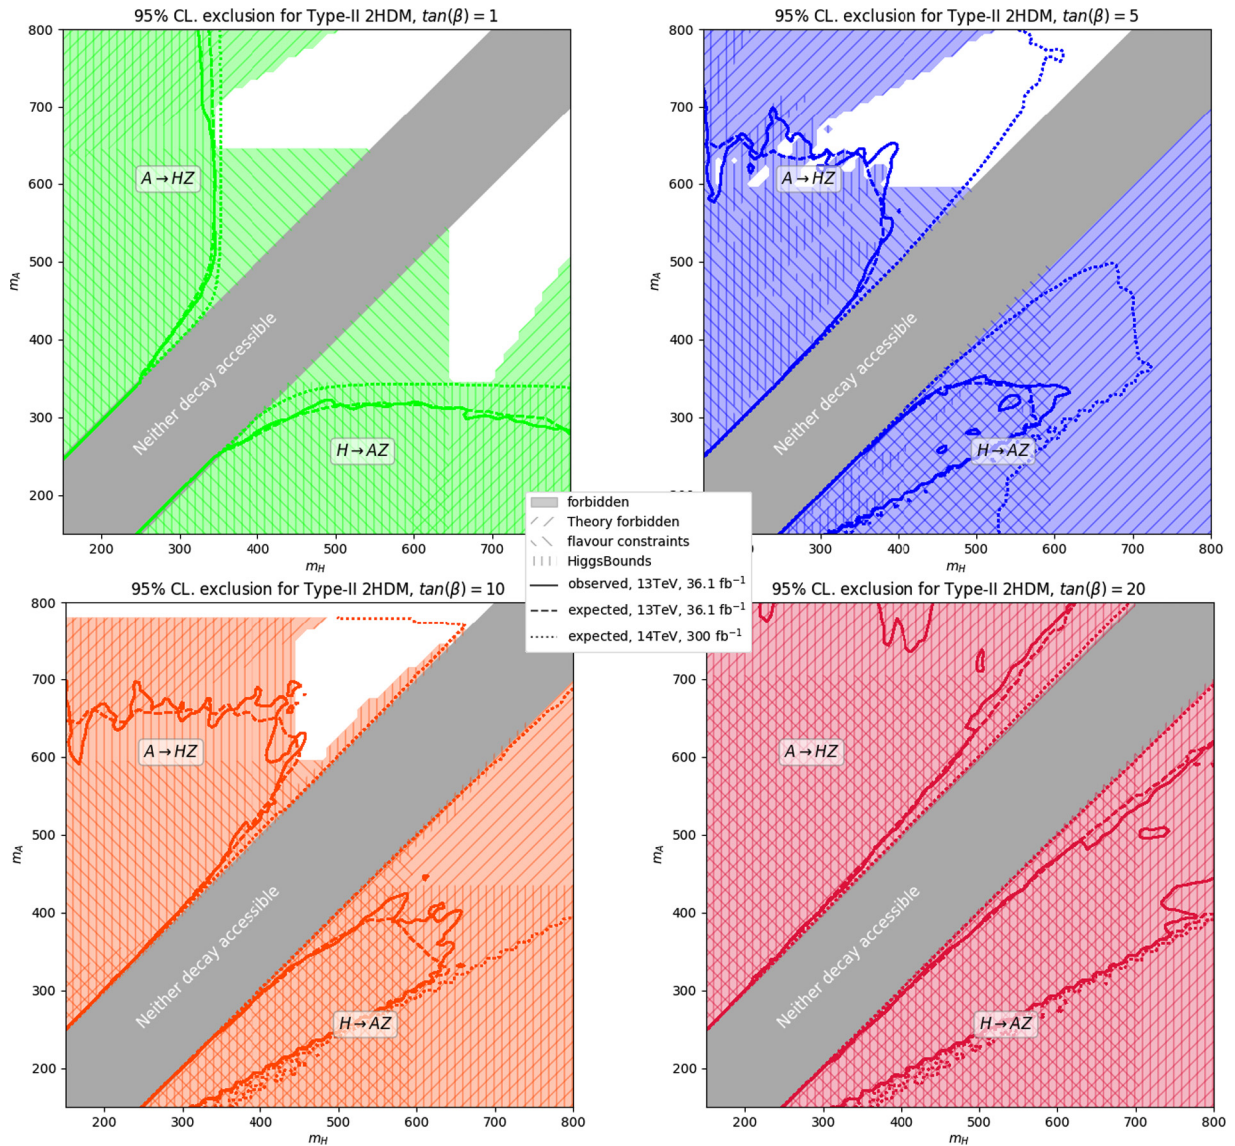 95% CL. exclusion for Type-II 2HDM, tan(β) = 1
800
700
600
500
400
300
200
m_A
200 300 400 500 600 700
m_H
A→HZ
Neither decay accessible
H→AZ
95% CL. exclusion for Type-II 2HDM, tan(β) = 5
800
700
600
500
400
300
m_A
300 400 500 600 700 800
m_H
A→HZ
Neither decay accessible
H→AZ
forbidden
Theory forbidden
flavour constraints
HiggsBounds
observed, 13TeV, 36.1 fb⁻¹
expected, 13TeV, 36.1 fb⁻¹
expected, 14TeV, 300 fb⁻¹
95% CL. exclusion for Type-II 2HDM, tan(β) = 10
800
700
600
500
400
300
200
m_A
200 300 400 500 600 700 800
m_H
A→HZ
Neither decay accessible
H→AZ
95% CL. exclusion for Type-II 2HDM, tan(β) = 20
800
700
600
500
400
300
200
m_A
200 300 400 500 600 700 800
m_H
A→HZ
Neither decay accessible
H→AZ